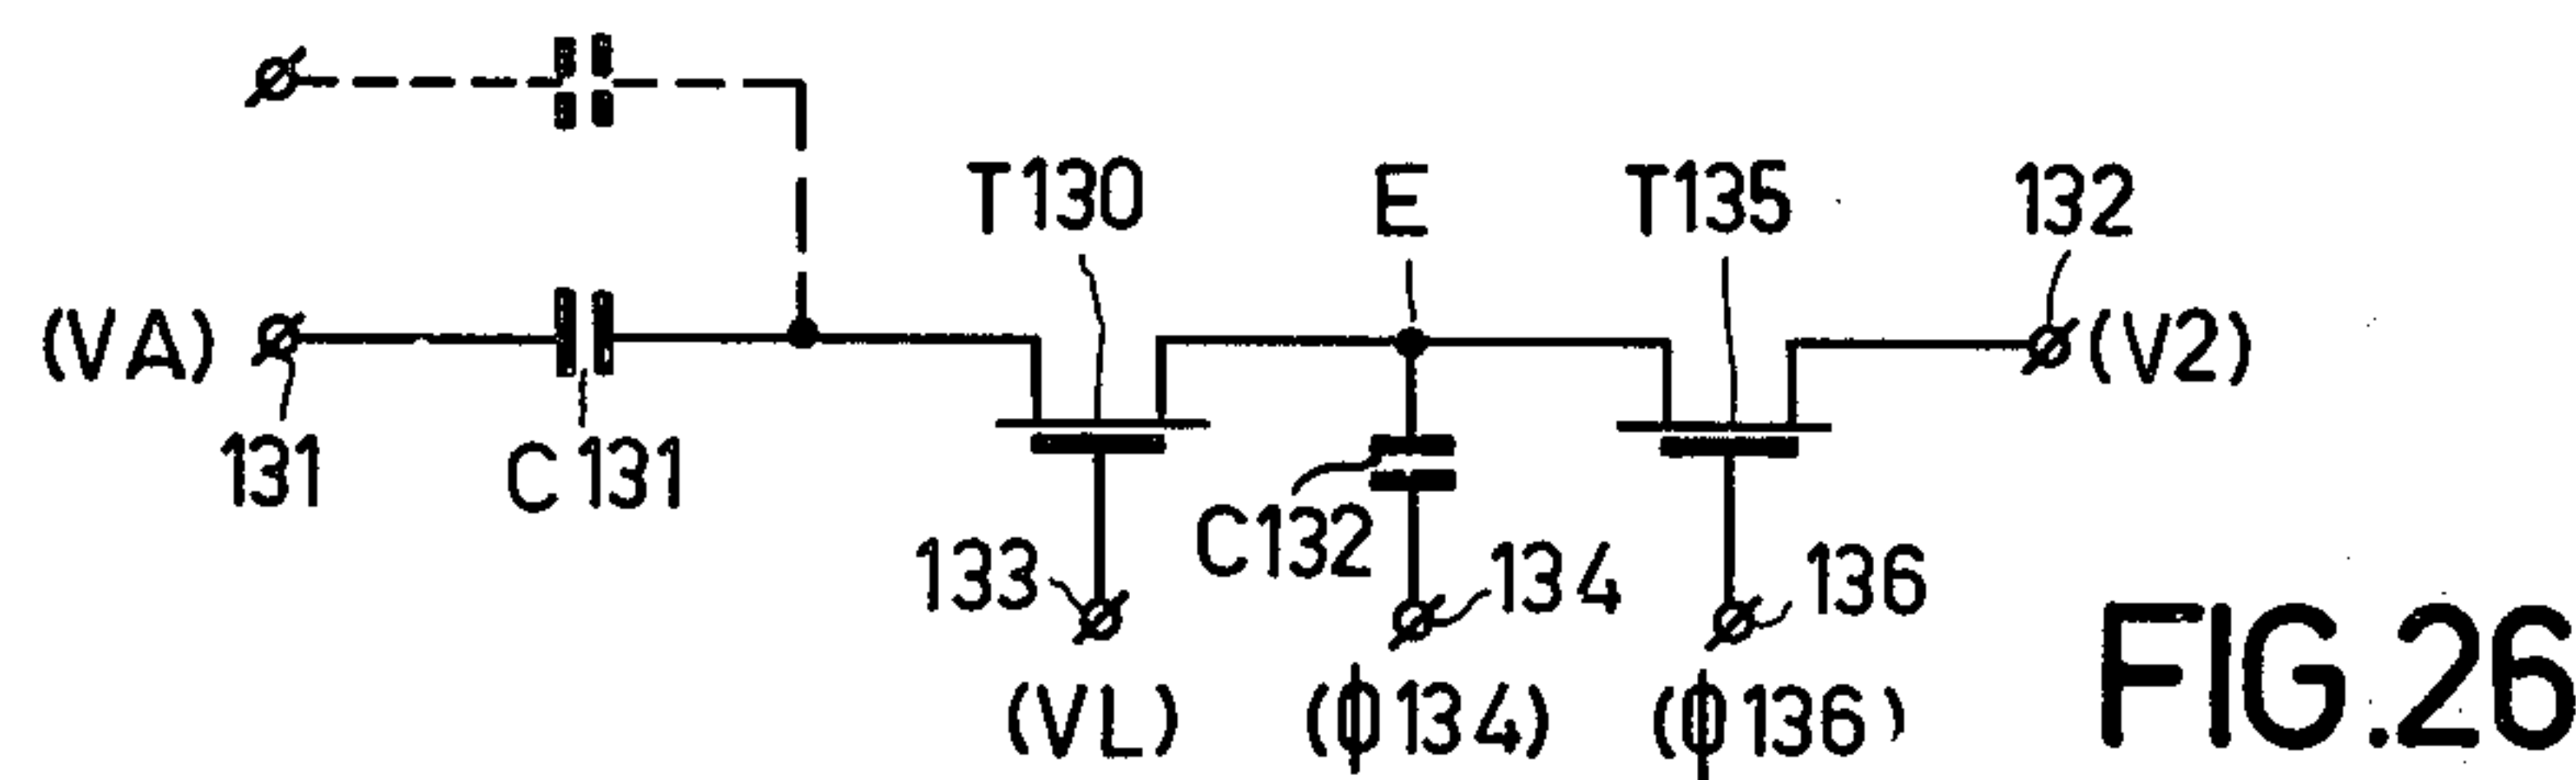 T130
E
T135
132
(VA)
(V2)
131
C131
133
C132
134
136
(VL)
(ϕ134)
(ϕ136)
FIG.26